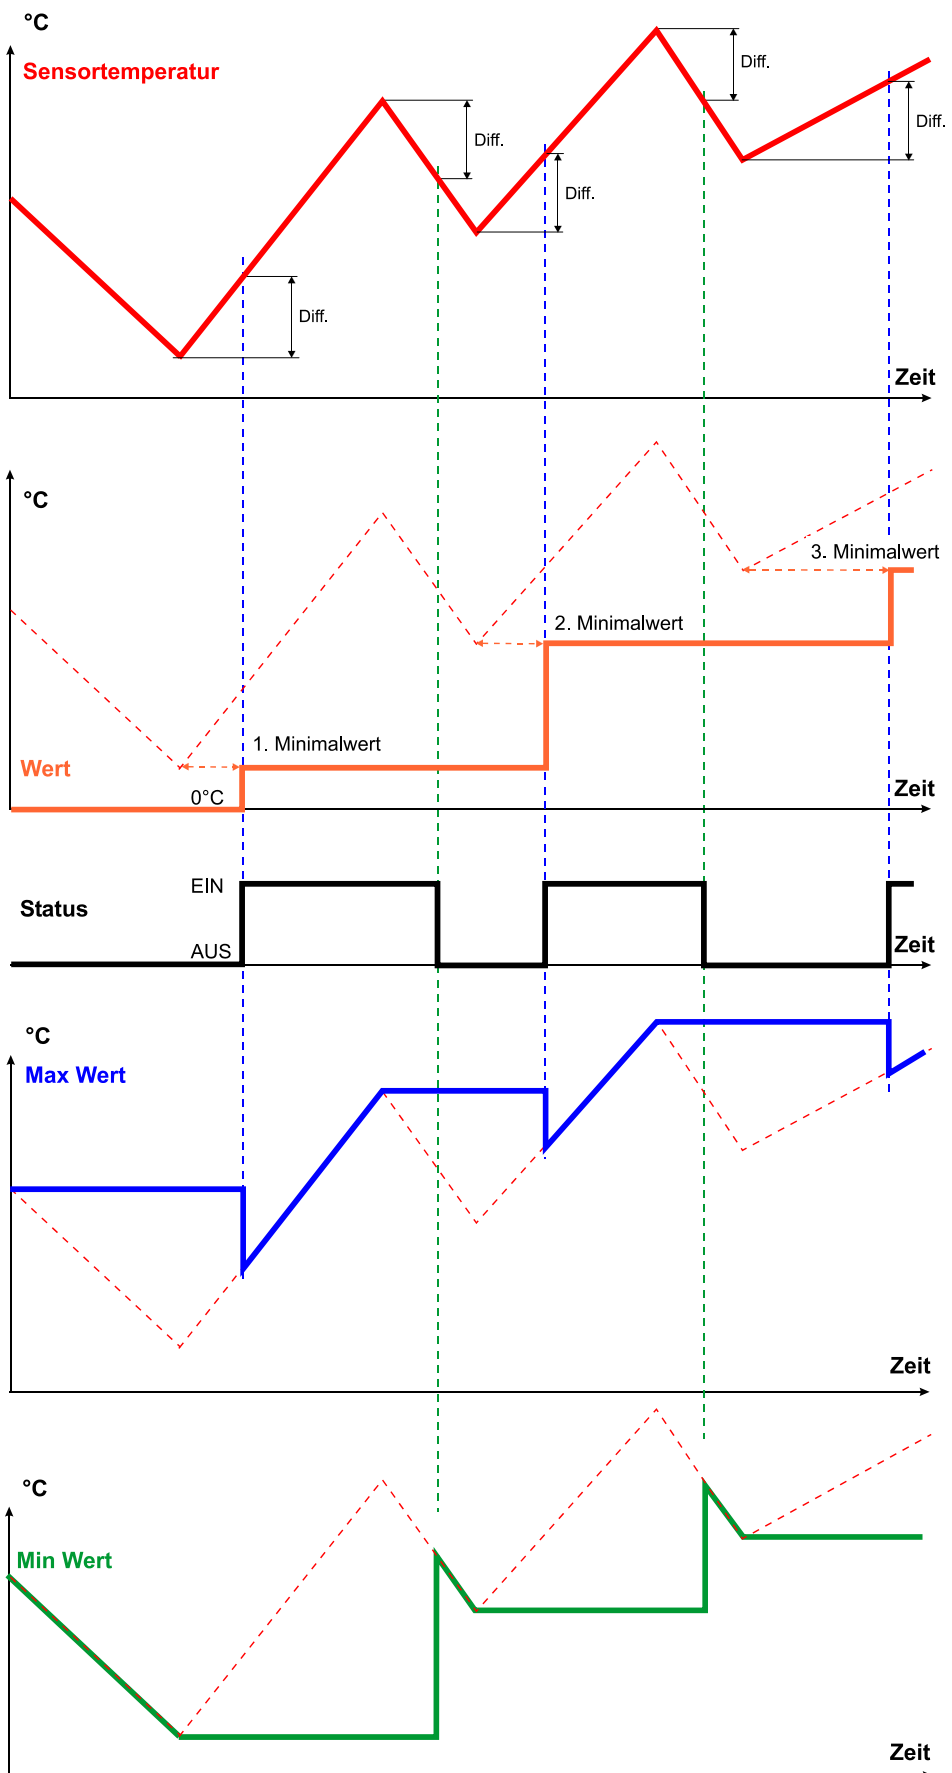 °C
Sensortemperatur
Diff.
Diff.
Diff.
Diff.
Diff.
Zeit
°C
3. Minimalwert
2. Minimalwert
1. Minimalwert
Wert
0°C
Zeit
EIN
Status
AUS
Zeit
°C
Max Wert
Zeit
°C
Min Wert
Zeit